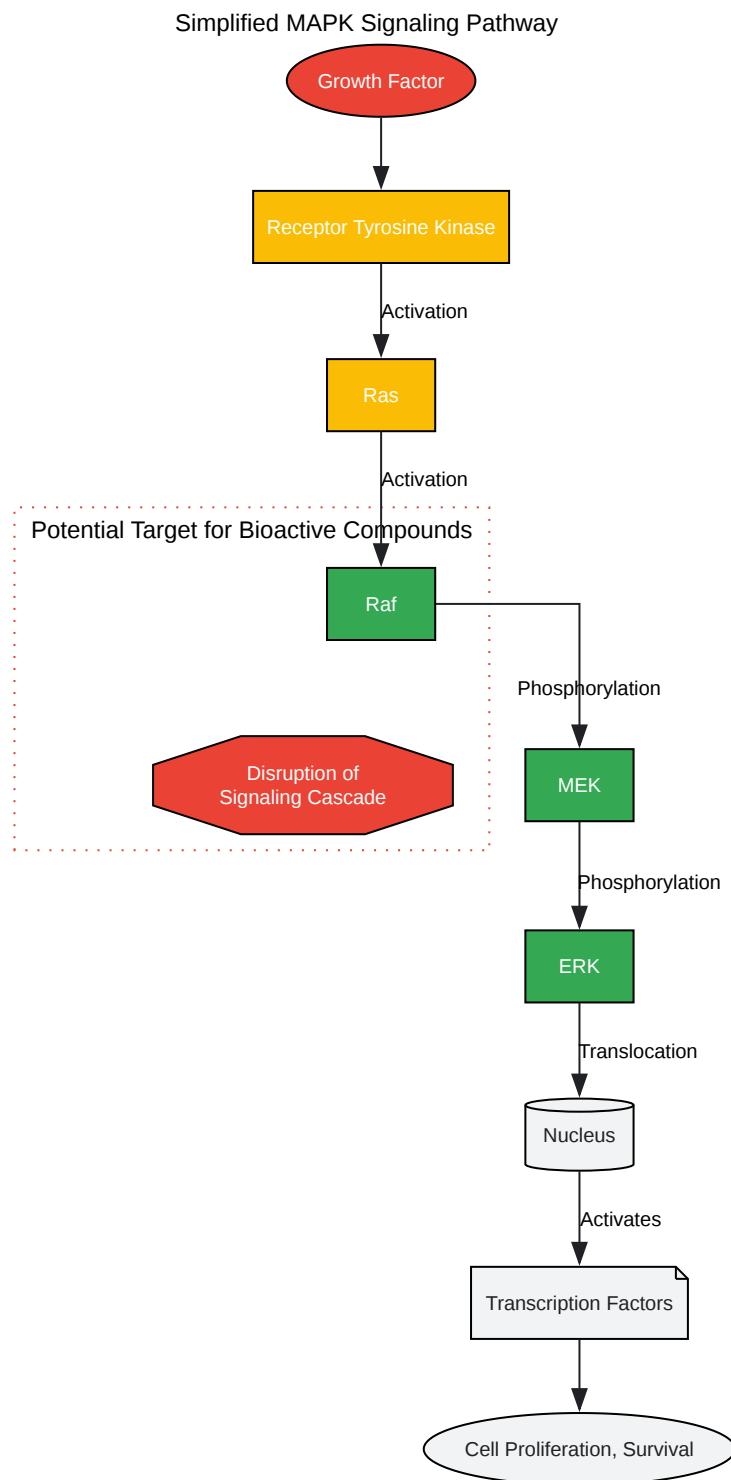 Simplified MAPK Signaling Pathway
Growth Factor
Receptor Tyrosine Kinase
Activation
Ras
Activation
Potential Target for Bioactive Compounds
Raf
Phosphorylation
Disruption of
Signaling Cascade
MEK
Phosphorylation
ERK
Translocation
Nucleus
Activates
Transcription Factors
Cell Proliferation, Survival